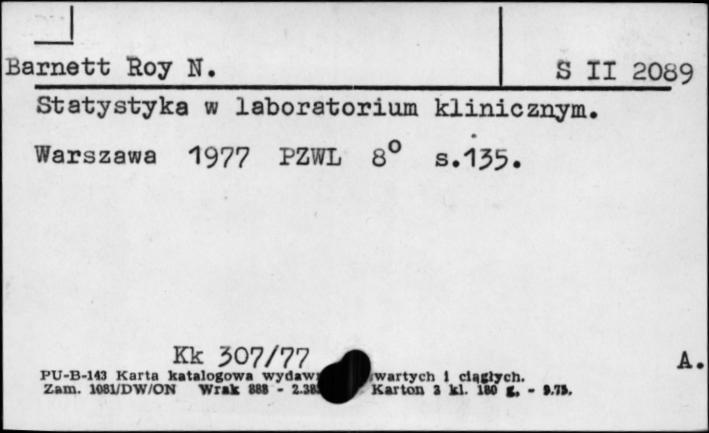 Barnett Roy N. S II 2089
Statystyka w laboratorium klinicznym.
Warszawa 1977 PZWL 8° s.135.
Kk 307/77 A.
PU-B-143 Karta katalogowa wydaw wartych i ciągłych.
Zam. 1081/DW/ON Wrak 888 - 2.38 Karton 3 kl. 180 g. - 9.75.